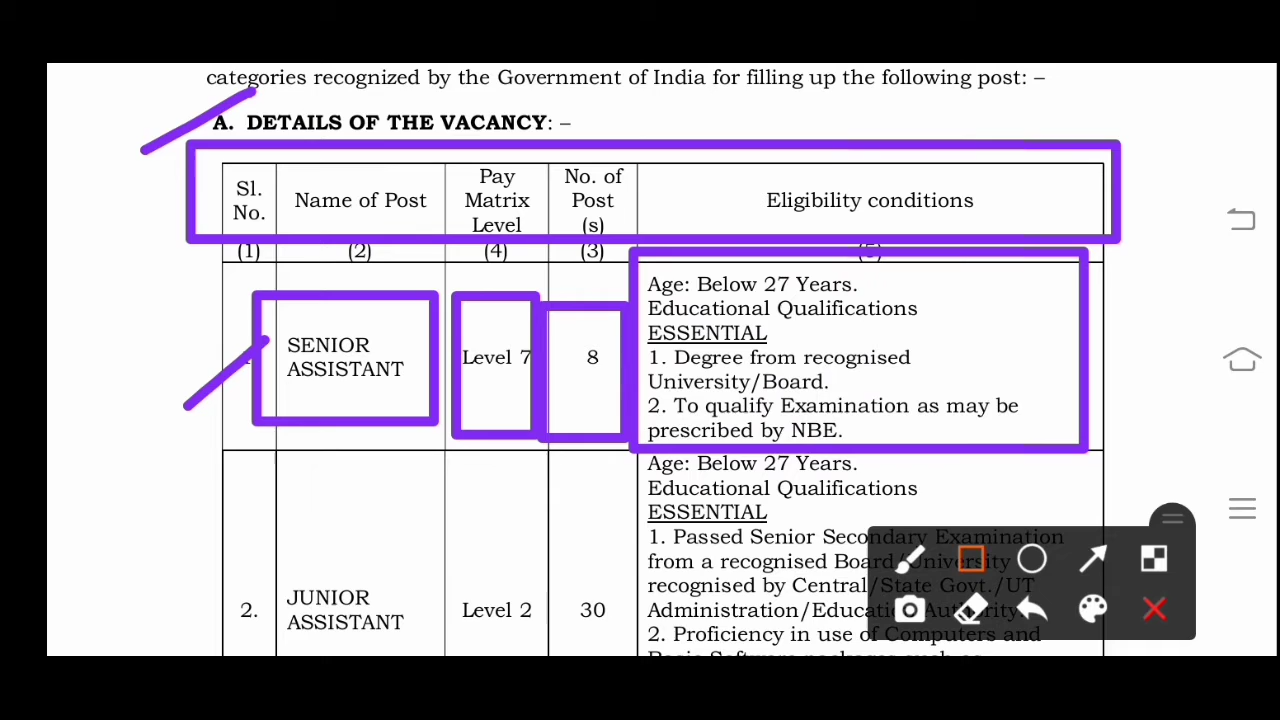 categories recognized by the Government of India for filling up the following post: –
A. DETAILS OF THE VACANCY: –
Sl. No.
Name of Post
Pay Matrix Level
No. of Post (s)
Eligibility conditions
(1)
(2)
(4)
(3)
(5)
SENIOR
ASSISTANT
Level 7
8
Age: Below 27 Years.
Educational Qualifications
ESSENTIAL
1. Degree from recognised
University/Board.
2. To qualify Examination as may be
prescribed by NBE.
2.
JUNIOR
ASSISTANT
Level 2
30
Age: Below 27 Years.
Educational Qualifications
ESSENTIAL
1. Passed Senior Secondary Examination
from a recognised Board/University
recognised by Central/State Govt./UT
Administration/Education Authority.
2. Proficiency in use of Computers and